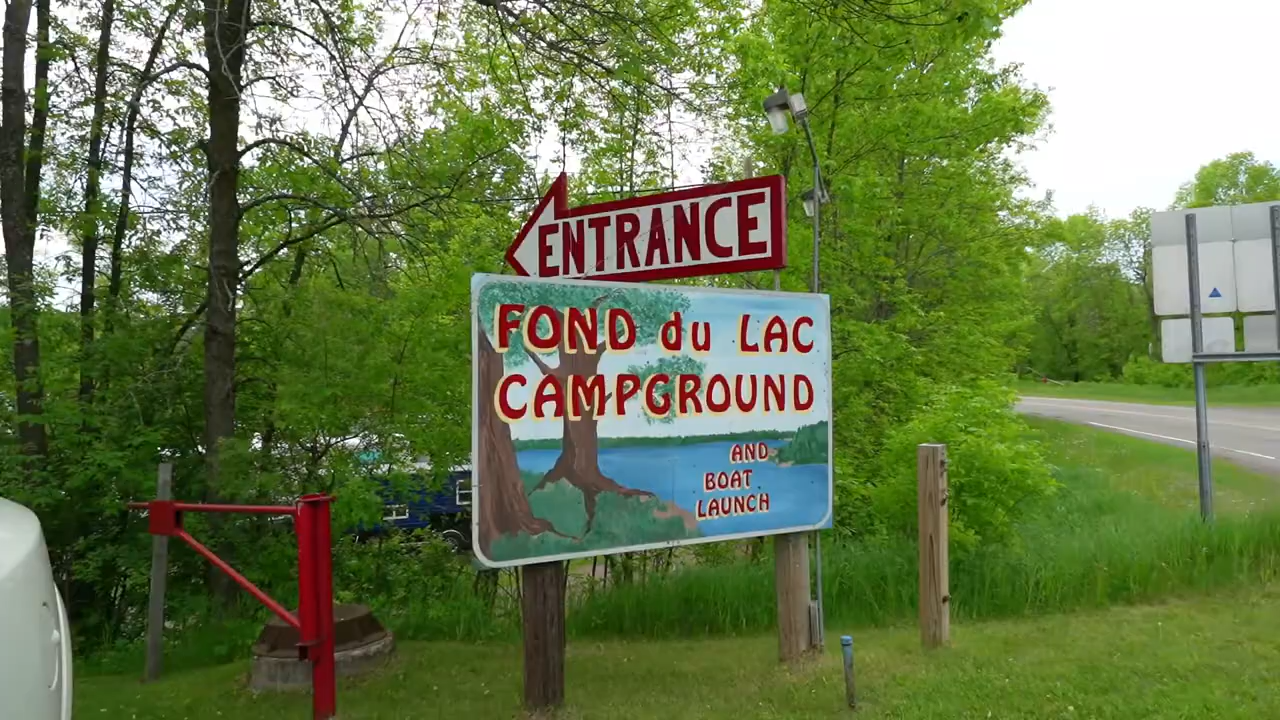 ENTRANCE
FOND du LAC
CAMPGROUND
AND
BOAT
LAUNCH